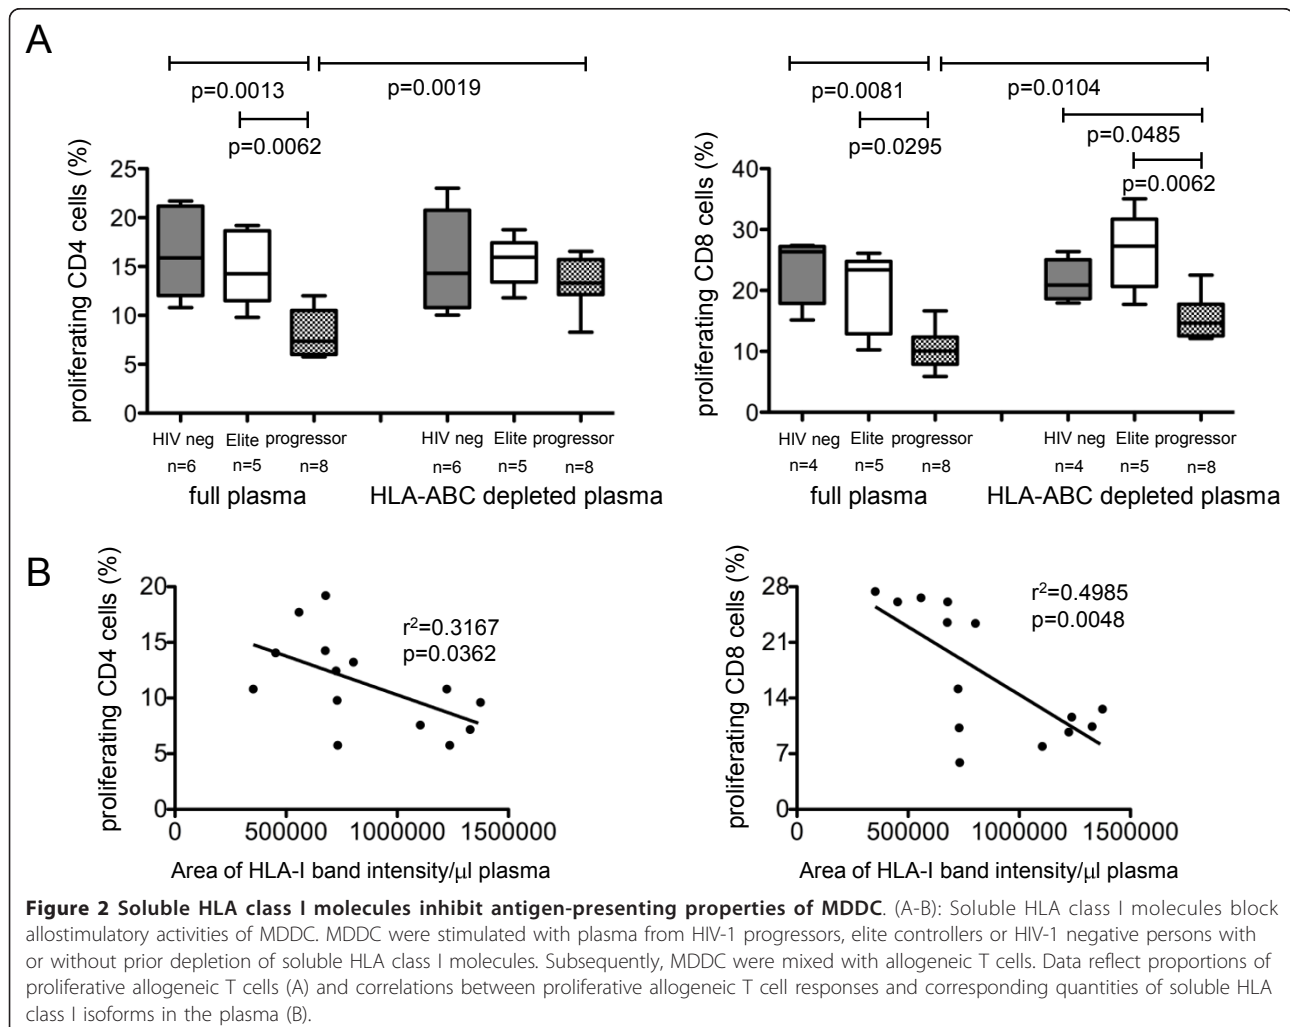 A
p=0.0013
p=0.0019
p=0.0062
proliferating CD4 cells (%)
25
20
15
10
5
0
HIV neg Elite progressor HIV neg Elite progressor
n=6 n=5 n=8 n=6 n=5 n=8
full plasma HLA-ABC depleted plasma
p=0.0081
p=0.0104
p=0.0295
p=0.0485
p=0.0062
proliferating CD8 cells (%)
40
30
20
10
0
HIV neg Elite progressor HIV neg Elite progressor
n=4 n=5 n=8 n=4 n=5 n=8
full plasma HLA-ABC depleted plasma
B
proliferating CD4 cells (%)
20
15
10
5
0
r²=0.3167
p=0.0362
0 500000 1000000 1500000
Area of HLA-I band intensity/µl plasma
proliferating CD8 cells (%)
28
21
14
7
0
r²=0.4985
p=0.0048
0 500000 1000000 1500000
Area of HLA-I band intensity/µl plasma
Figure 2 Soluble HLA class I molecules inhibit antigen-presenting properties of MDDC. (A-B): Soluble HLA class I molecules block
allostimulatory activities of MDDC. MDDC were stimulated with plasma from HIV-1 progressors, elite controllers or HIV-1 negative persons with
or without prior depletion of soluble HLA class I molecules. Subsequently, MDDC were mixed with allogeneic T cells. Data reflect proportions of
proliferative allogeneic T cells (A) and correlations between proliferative allogeneic T cell responses and corresponding quantities of soluble HLA
class I isoforms in the plasma (B).